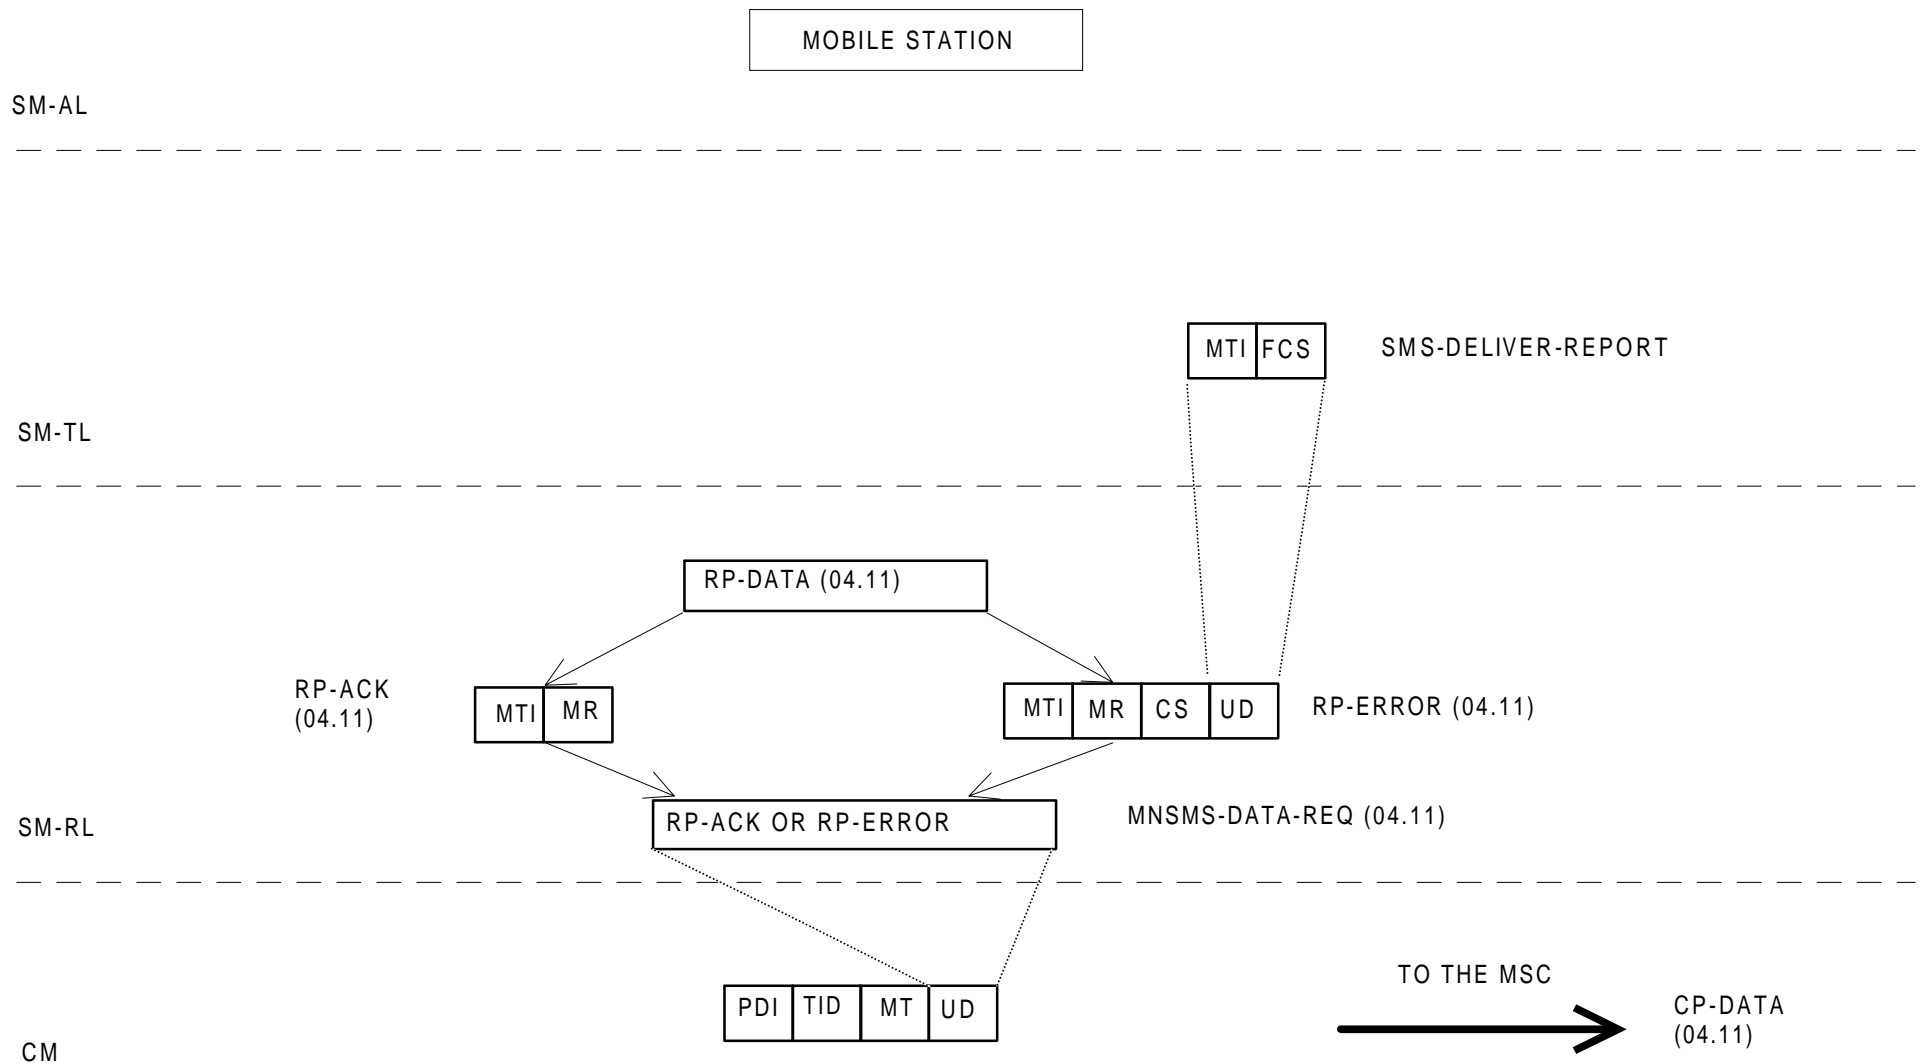 MOBILE STATION
SM-AL
MTI FCS SMS-DELIVER-REPORT
SM-TL
RP-DATA (04.11)
RP-ACK
(04.11)
MTI MR
MTI MR CS UD RP-ERROR (04.11)
RP-ACK OR RP-ERROR MNSMS-DATA-REQ (04.11)
SM-RL
TO THE MSC
PDI TID MT UD
CP-DATA
(04.11)
CM